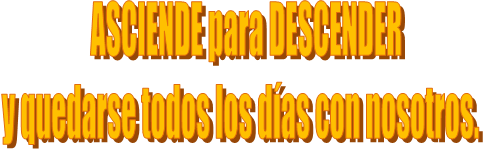 ASCIENDE para DESCENDER
y quedarse todos los días con nosotros.